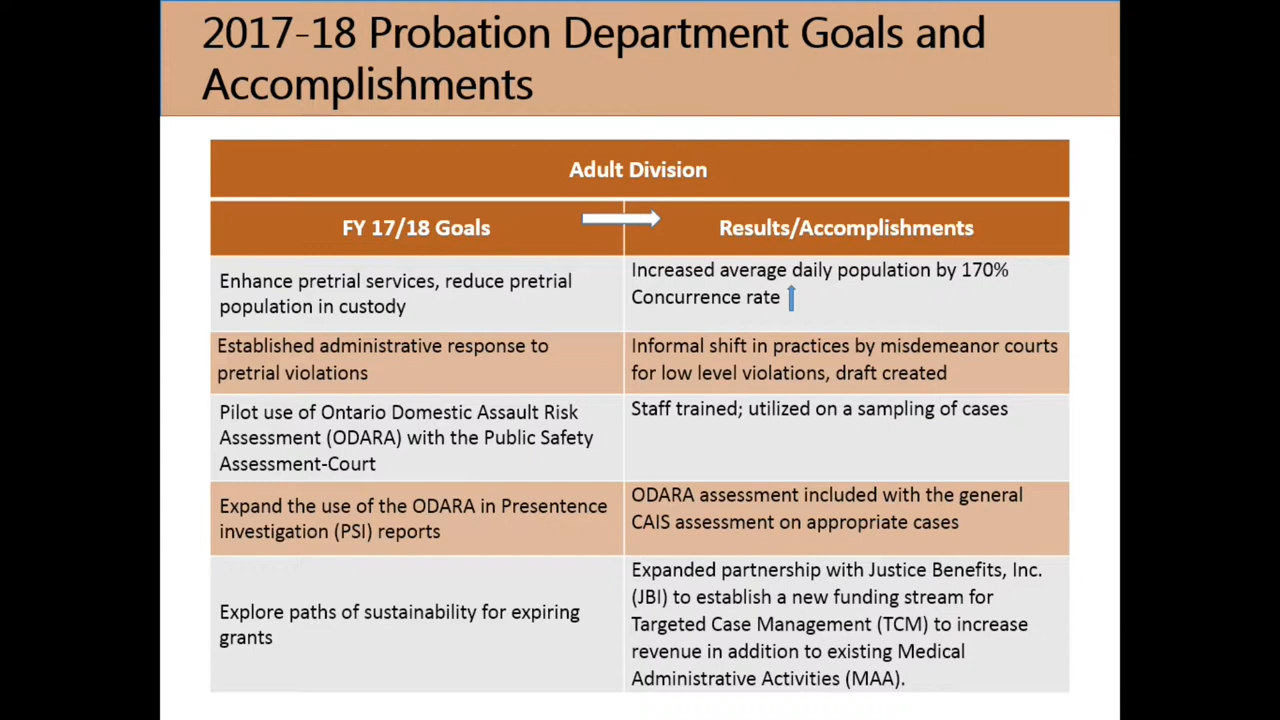 2017-18 Probation Department Goals and
Accomplishments
Adult Division
FY 17/18 Goals
Results/Accomplishments
Enhance pretrial services, reduce pretrial
population in custody
Increased average daily population by 170%
Concurrence rate
Established administrative response to
pretrial violations
Informal shift in practices by misdemeanor courts
for low level violations, draft created
Pilot use of Ontario Domestic Assault Risk
Assessment (ODARA) with the Public Safety
Assessment-Court
Staff trained; utilized on a sampling of cases
Expand the use of the ODARA in Presentence
investigation (PSI) reports
ODARA assessment included with the general
CAIS assessment on appropriate cases
Explore paths of sustainability for expiring
grants
Expanded partnership with Justice Benefits, Inc.
(JBI) to establish a new funding stream for
Targeted Case Management (TCM) to increase
revenue in addition to existing Medical
Administrative Activities (MAA).